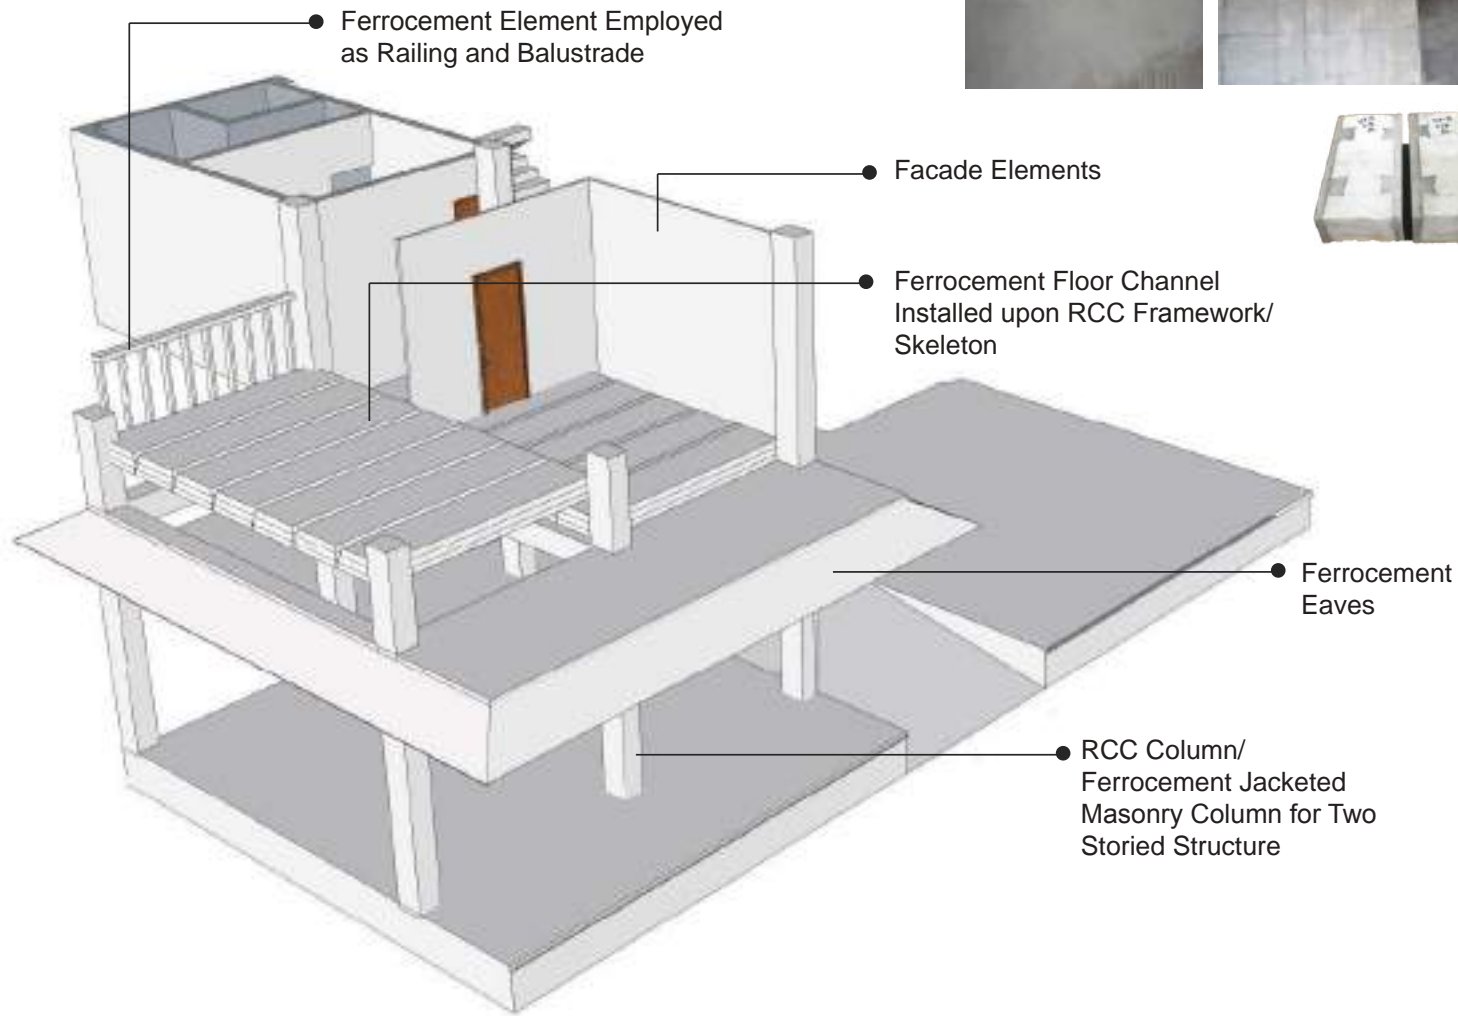 Ferrocement Element Employed
as Railing and Balustrade
Facade Elements
Ferrocement Floor Channel
Installed upon RCC Framework/
Skeleton
Ferrocement
Eaves
RCC Column/
Ferrocement Jacketed
Masonry Column for Two
Storied Structure